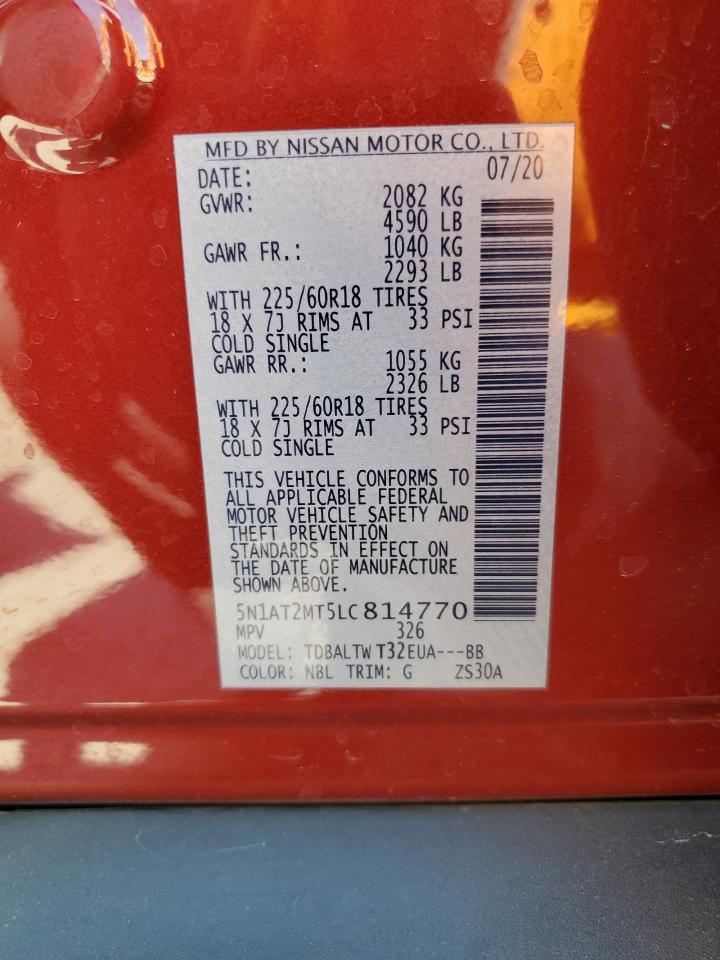 MFD BY NISSAN MOTOR CO., LTD.
DATE: 07/20
GVWR: 2082 KG
4590 LB
GAWR FR.: 1040 KG
2293 LB
WITH 225/60R18 TIRES
18 X 7J RIMS AT 33 PSI
COLD SINGLE
GAWR RR.: 1055 KG
2326 LB
WITH 225/60R18 TIRES
18 X 7J RIMS AT 33 PSI
COLD SINGLE
THIS VEHICLE CONFORMS TO
ALL APPLICABLE FEDERAL
MOTOR VEHICLE SAFETY AND
THEFT PREVENTION
STANDARDS IN EFFECT ON
THE DATE OF MANUFACTURE
SHOWN ABOVE.
5N1AT2MT5LC814770
MPV 326
MODEL: TDBALTW T32EUA---BB
COLOR: NBL TRIM: G ZS30A